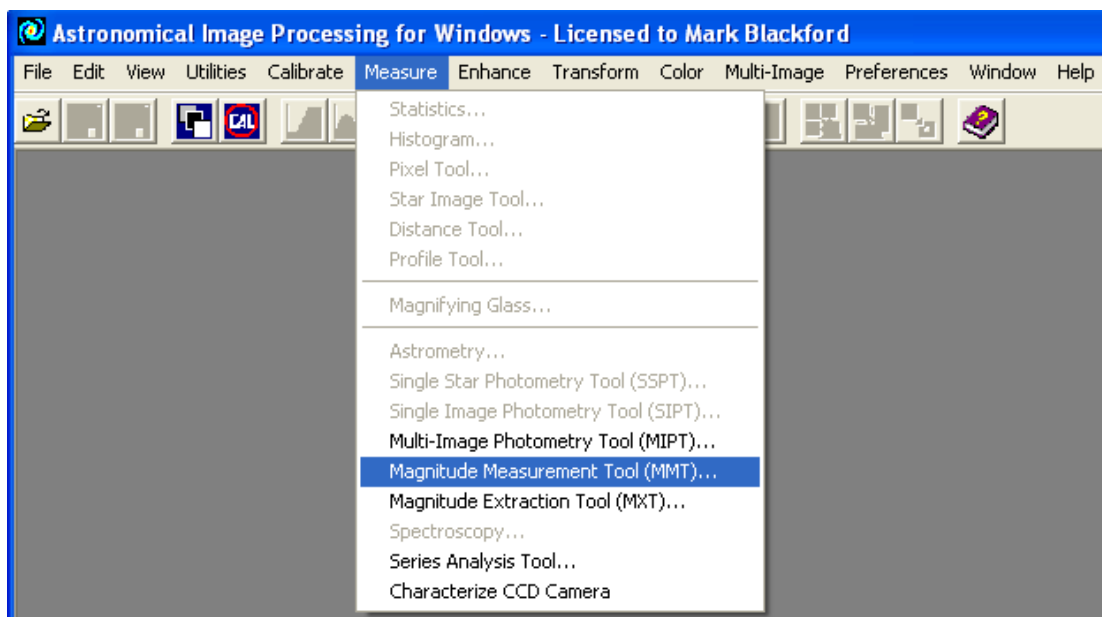 Astronomical Image Processing for Windows - Licensed to Mark Blackford
File Edit View Utilities Calibrate Measure Enhance Transform Color Multi-Image Preferences Window Help
CAL
Statistics...
Histogram...
Pixel Tool...
Star Image Tool...
Distance Tool...
Profile Tool...
Magnifying Glass...
Astrometry...
Single Star Photometry Tool (SSPT)...
Single Image Photometry Tool (SIPT)...
Multi-Image Photometry Tool (MIPT)...
Magnitude Measurement Tool (MMT)...
Magnitude Extraction Tool (MXT)...
Spectroscopy...
Series Analysis Tool...
Characterize CCD Camera